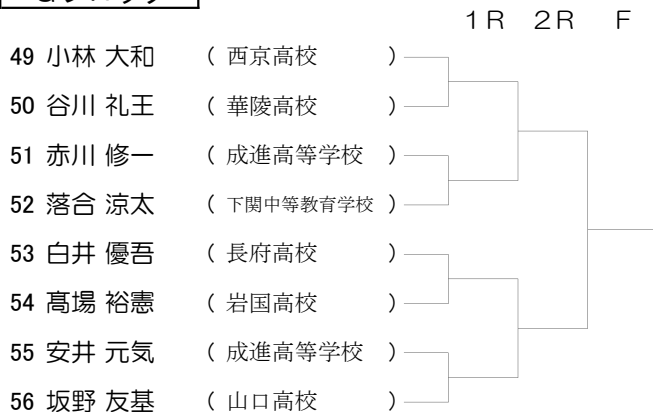 1R 2R F
49 小林 大和 ( 西京高校 )
50 谷川 礼王 ( 華陵高校 )
51 赤川 修一 ( 成進高等学校 )
52 落合 涼太 ( 下関中等教育学校 )
53 白井 優吾 ( 長府高校 )
54 髙場 裕憲 ( 岩国高校 )
55 安井 元気 ( 成進高等学校 )
56 坂野 友基 ( 山口高校 )